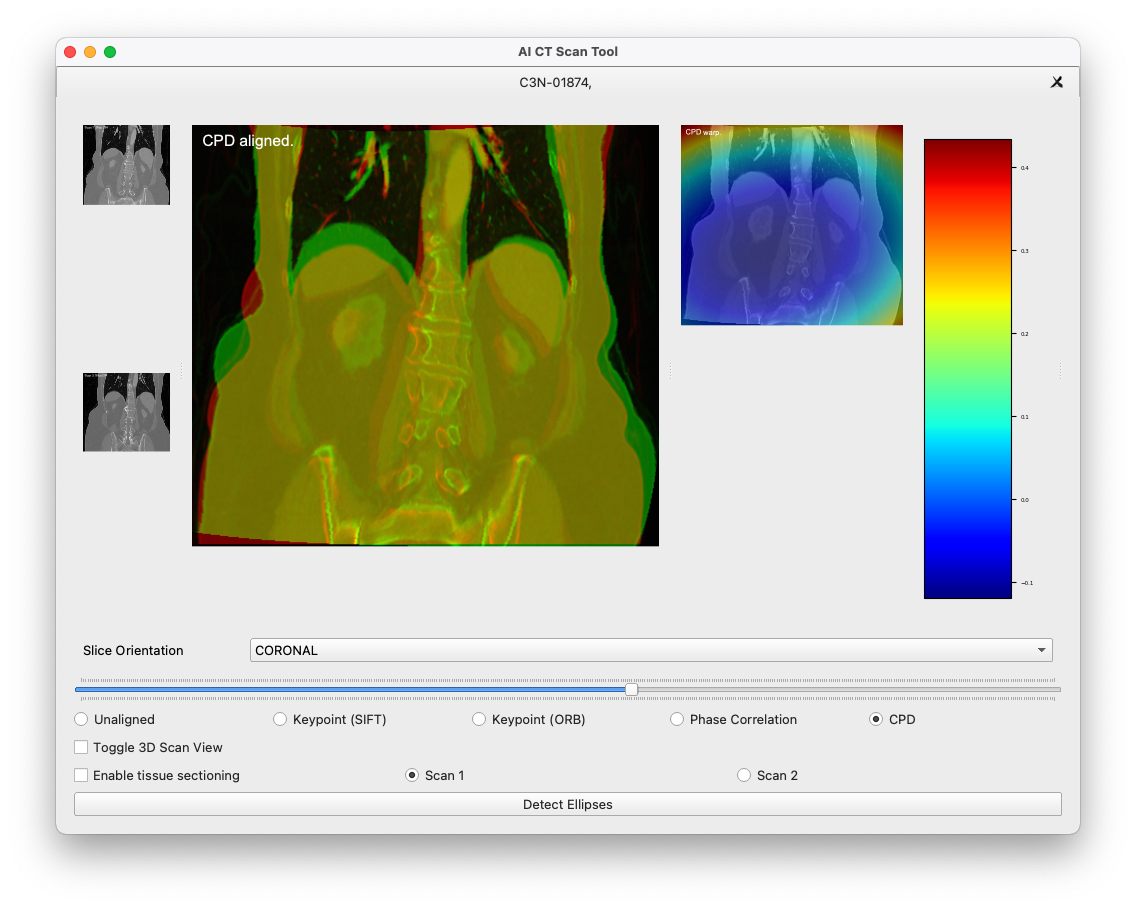 AI CT Scan Tool
C3N-01874,
CPD aligned.
CPD warp.
0.4
0.3
0.2
0.1
0.0
−0.1
Slice Orientation
CORONAL
Unaligned
Keypoint (SIFT)
Keypoint (ORB)
Phase Correlation
CPD
Toggle 3D Scan View
Enable tissue sectioning
Scan 1
Scan 2
Detect Ellipses